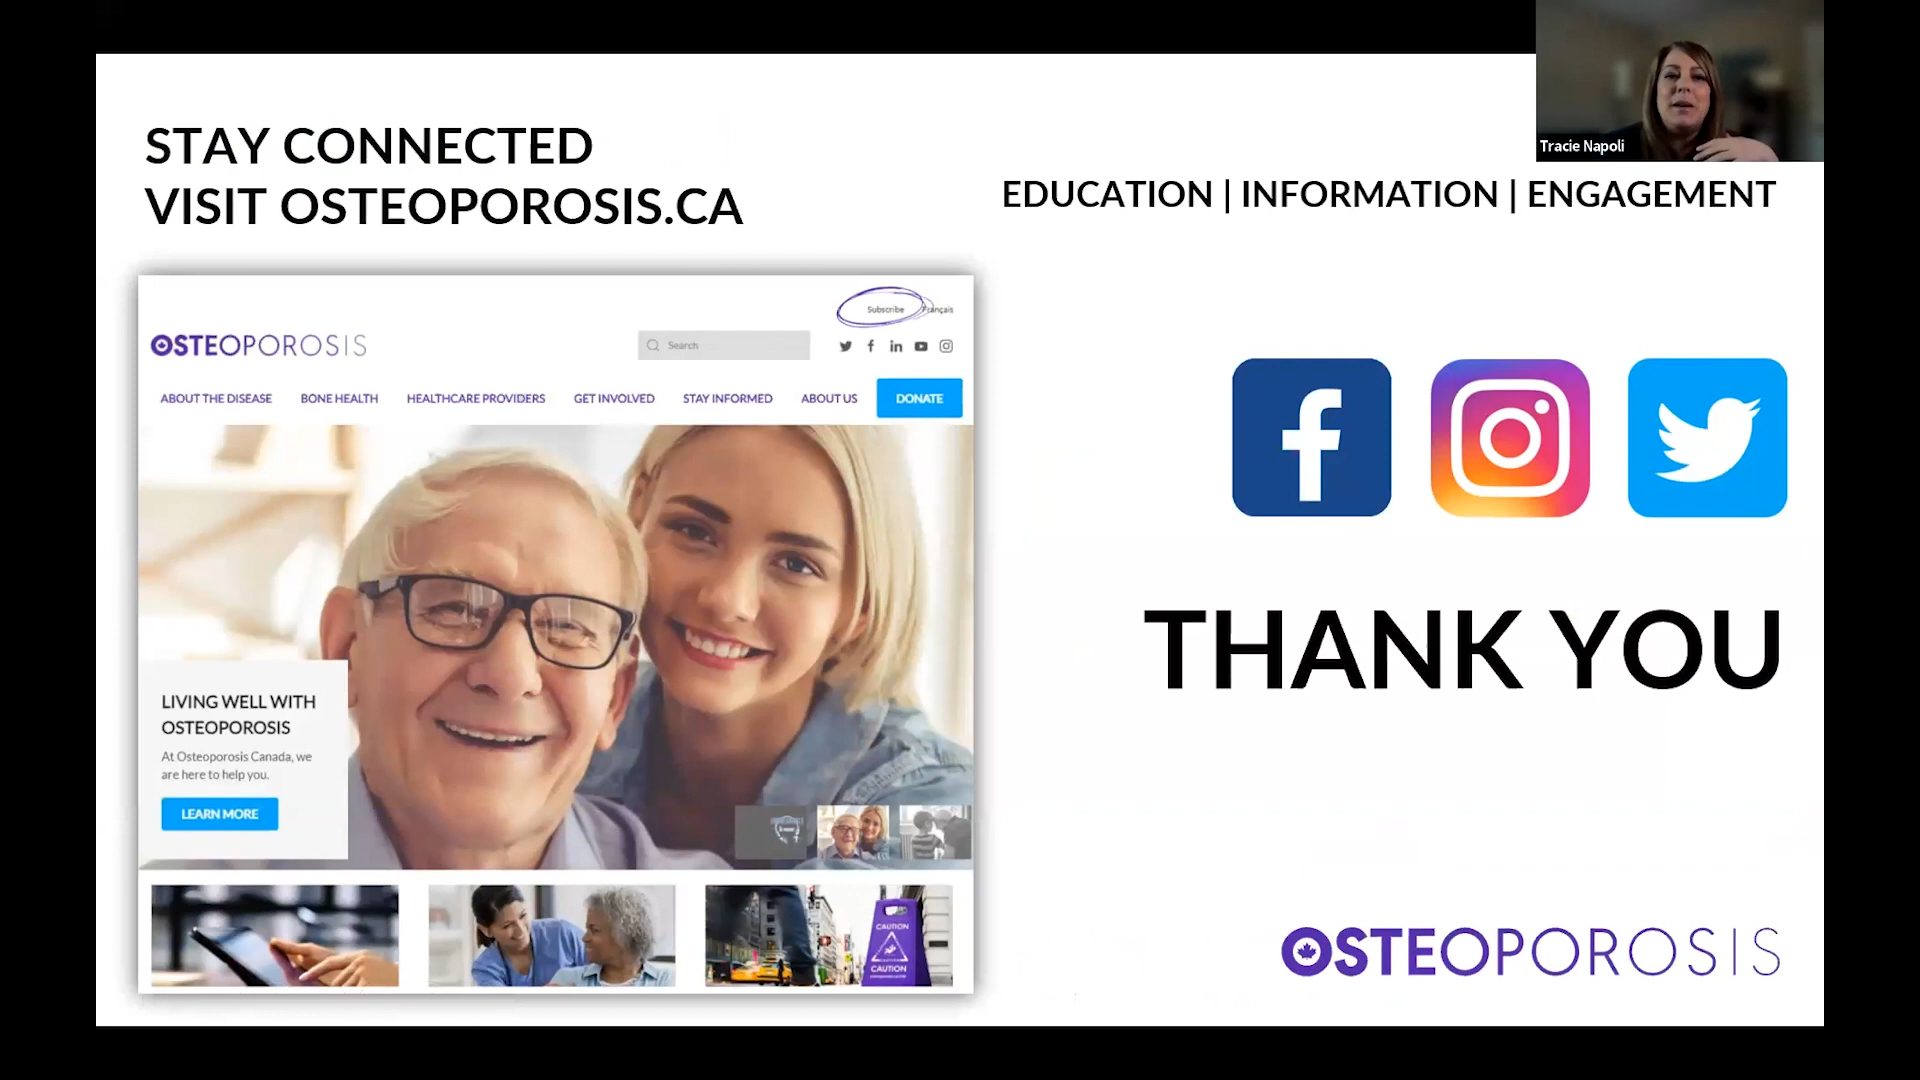 Tracie Napoli
STAY CONNECTED
VISIT OSTEOPOROSIS.CA
EDUCATION | INFORMATION | ENGAGEMENT
Subscribe Français
OSTEOPOROSIS
Search
ABOUT THE DISEASE BONE HEALTH HEALTHCARE PROVIDERS GET INVOLVED STAY INFORMED ABOUT US DONATE
LIVING WELL WITH
OSTEOPOROSIS
At Osteoporosis Canada, we
are here to help you.
LEARN MORE
CAUTION
CAUTION
THANK YOU
OSTEOPOROSIS